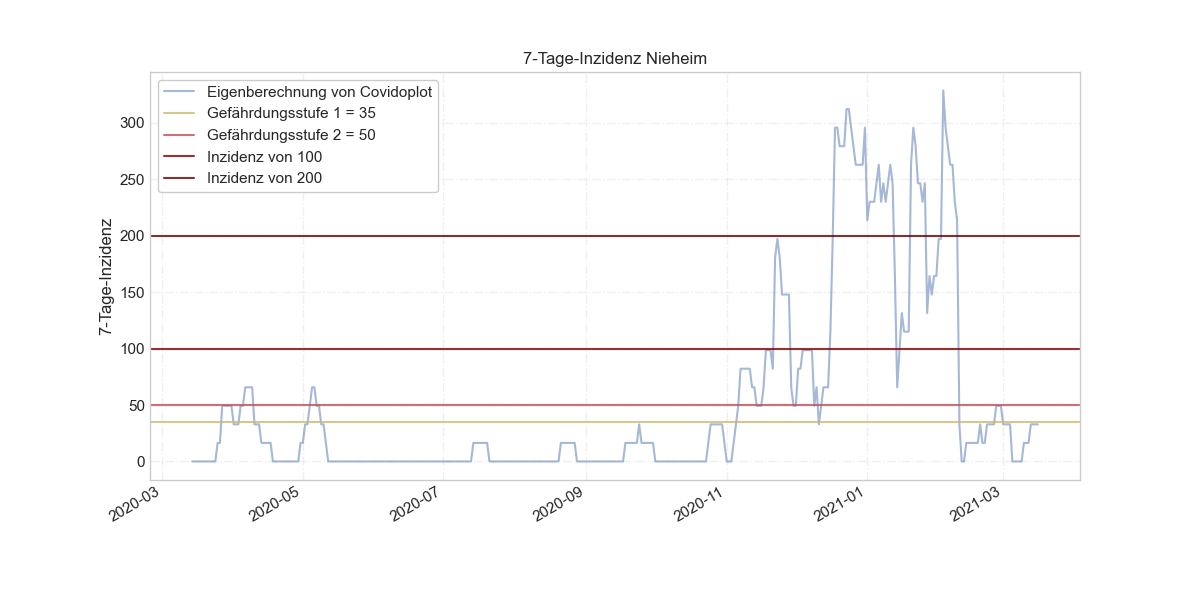 7-Tage-Inzidenz Nieheim
Eigenberechnung von Covidoplot
Gefährdungsstufe 1 = 35
Gefährdungsstufe 2 = 50
Inzidenz von 100
Inzidenz von 200
7-Tage-Inzidenz
300
250
200
150
100
50
0
2020-03
2020-05
2020-07
2020-09
2020-11
2021-01
2021-03